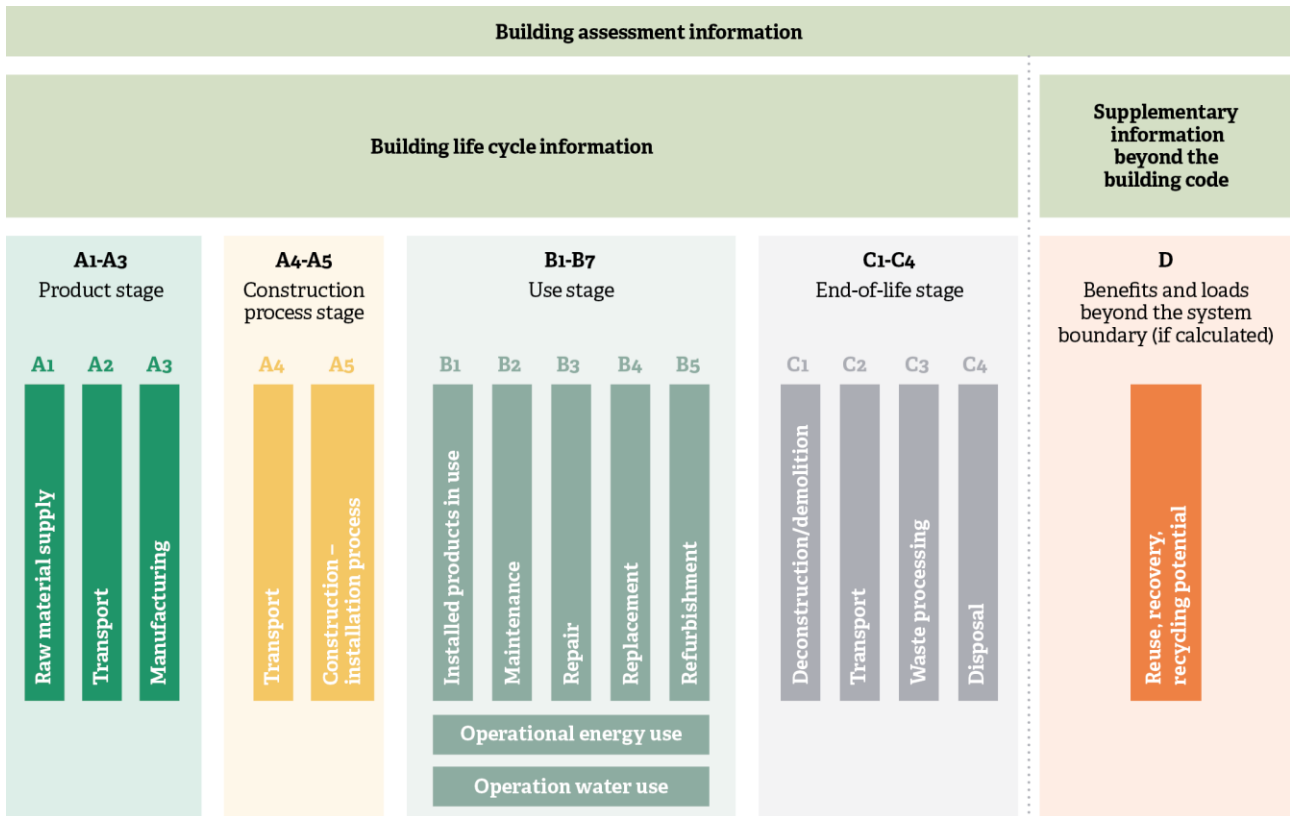 Building assessment information
Building life cycle information
Supplementary
information
beyond the
building code
A1-A3
Product stage
A1
A2
A3
Raw material supply
Transport
Manufacturing
A4-A5
Construction
process stage
A4
A5
Transport
Construction –
installation process
B1-B7
Use stage
B1
B2
B3
B4
B5
Installed products in use
Maintenance
Repair
Replacement
Refurbishment
Operational energy use
Operation water use
C1-C4
End-of-life stage
C1
C2
C3
C4
Deconstruction/demolition
Transport
Waste processing
Disposal
D
Benefits and loads
beyond the system
boundary (if calculated)
Reuse, recovery,
recycling potential